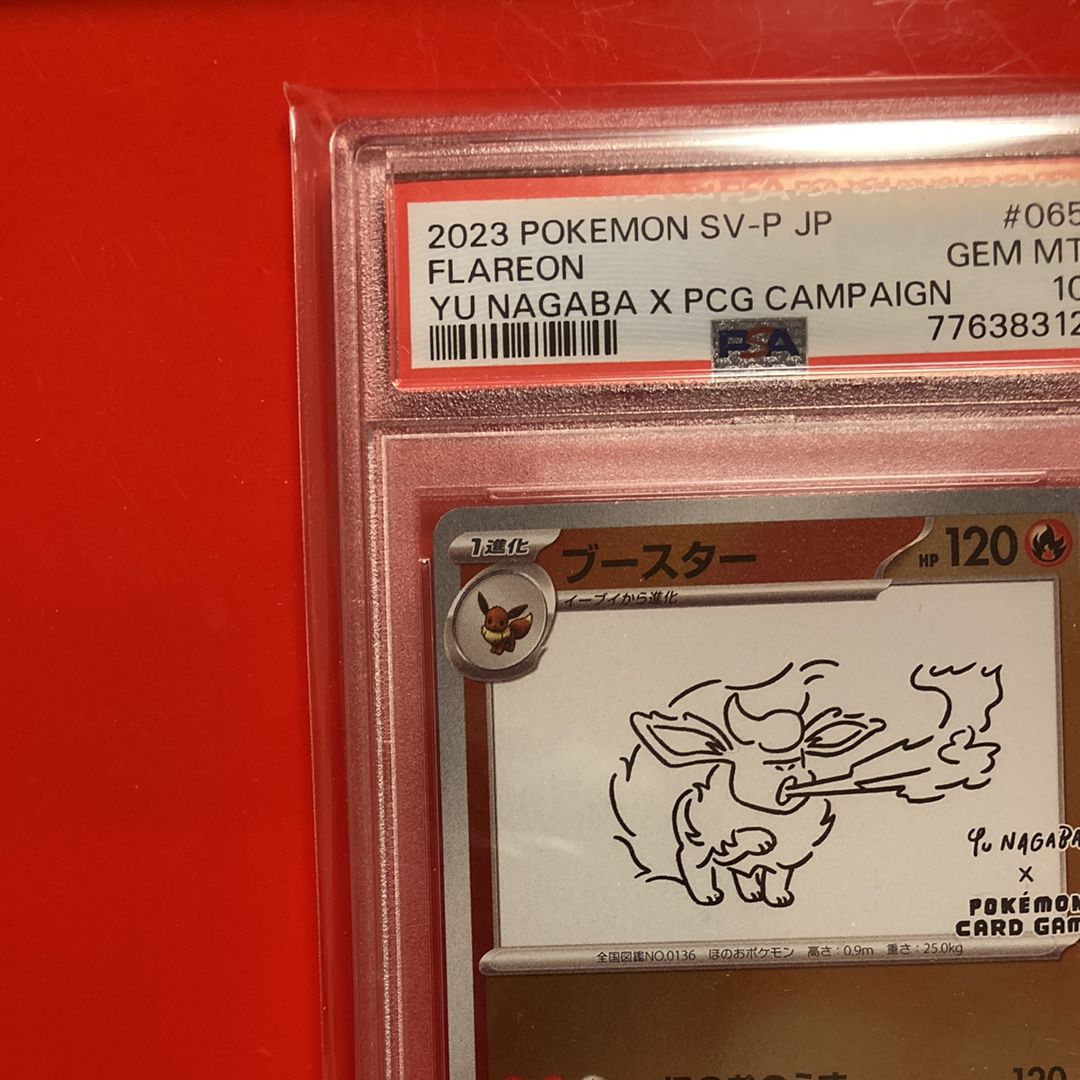 2023 POKEMON SV-P JP #065
FLAREON GEM MT
YU NAGABA X PCG CAMPAIGN 10
PSA 77638312
1進化 ブースター HP 120
イーブイから進化
YU NAGABA
X
POKÉMON
CARD GAM
全国図鑑NO.0136 ほのおポケモン 高さ:0.9m 重さ:25.0kg
120